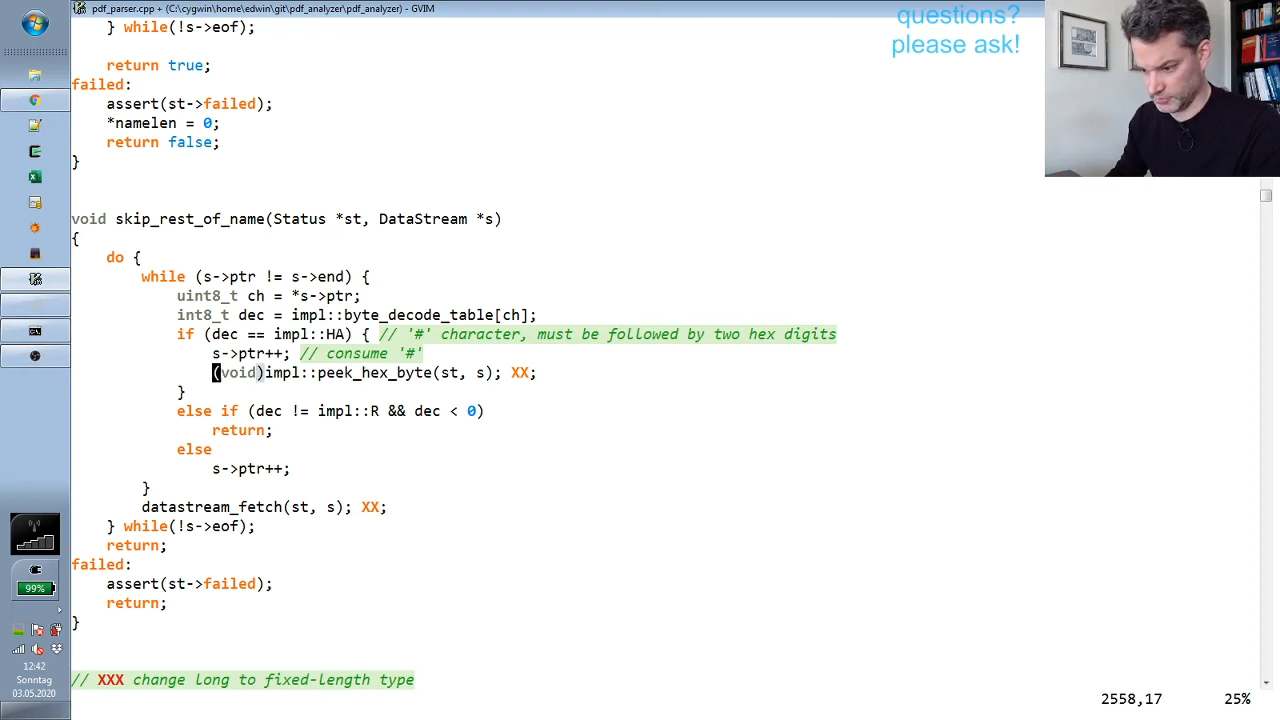 pdf_parser.cpp + (C:\cygwin\home\edwin\git\pdf_analyzer\pdf_analyzer) - GVIM
questions?
please ask!
} while(!s->eof);
return true;
failed:
assert(st->failed);
*namelen = 0;
return false;
}
void skip_rest_of_name(Status *st, DataStream *s)
{
do {
while (s->ptr != s->end) {
uint8_t ch = *s->ptr;
int8_t dec = impl::byte_decode_table[ch];
if (dec == impl::HA) { // '#' character, must be followed by two hex digits
s->ptr++; // consume '#'
(void)impl::peek_hex_byte(st, s); XX;
}
else if (dec != impl::R && dec < 0)
return;
else
s->ptr++;
}
datastream_fetch(st, s); XX;
} while(!s->eof);
return;
failed:
assert(st->failed);
return;
}
// XXX change long to fixed-length type
2558,17 25%
99%
12:42
Sonntag
03.05.2020